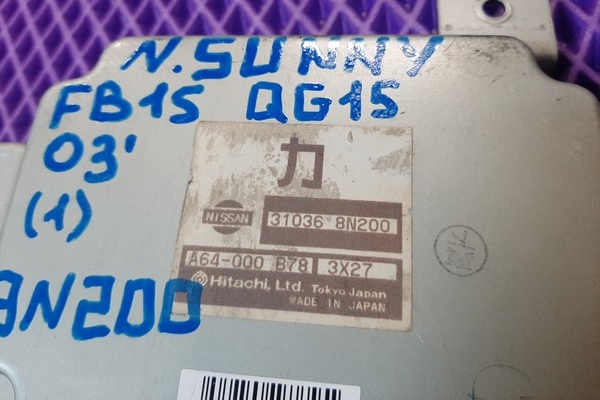 N.SUNNY
FB15 QG15
03'
(1)
8N200
力
NISSAN
31036 8N200
A64-000 B78 3X27
Hitachi, Ltd. Tokyo Japan
MADE IN JAPAN